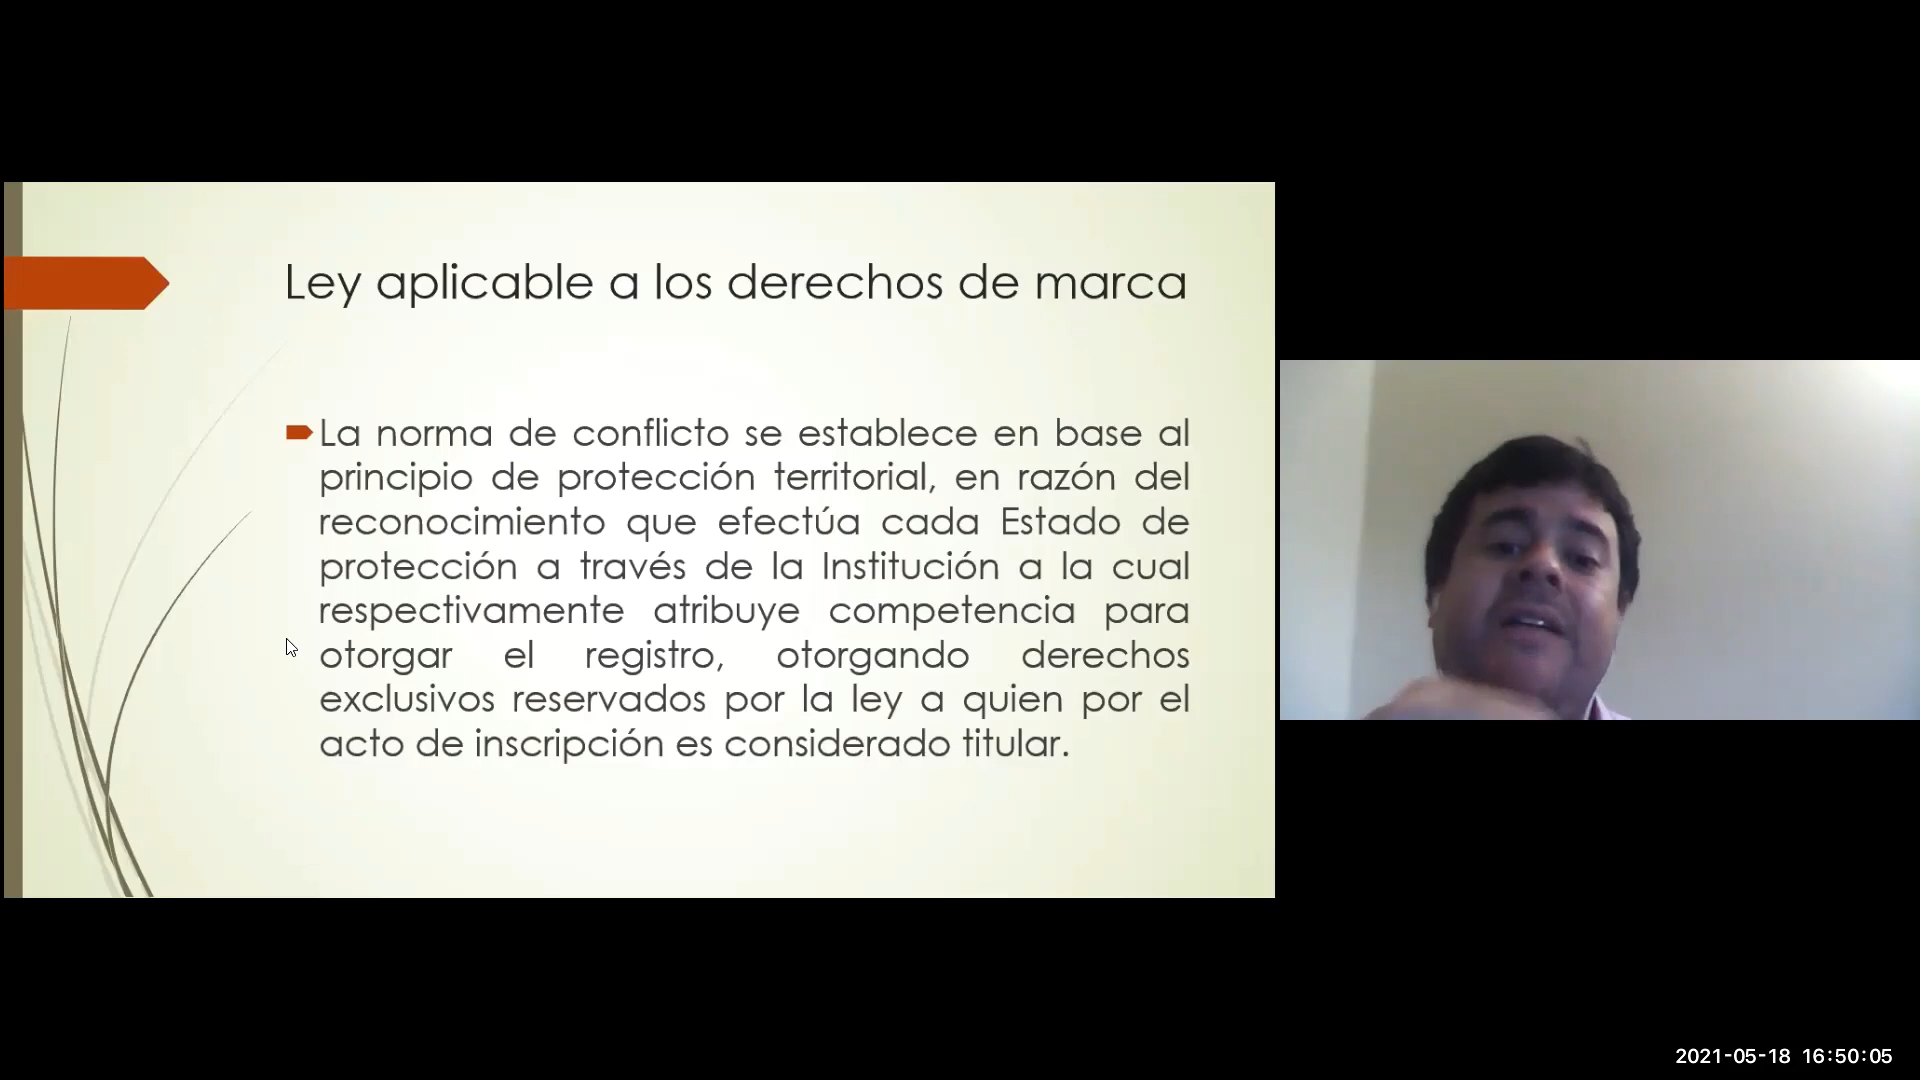 Ley aplicable a los derechos de marca
La norma de conflicto se establece en base al
principio de protección territorial, en razón del
reconocimiento que efectúa cada Estado de
protección a través de la Institución a la cual
respectivamente atribuye competencia para
otorgar el registro, otorgando derechos
exclusivos reservados por la ley a quien por el
acto de inscripción es considerado titular.
2021-05-18 16:50:05